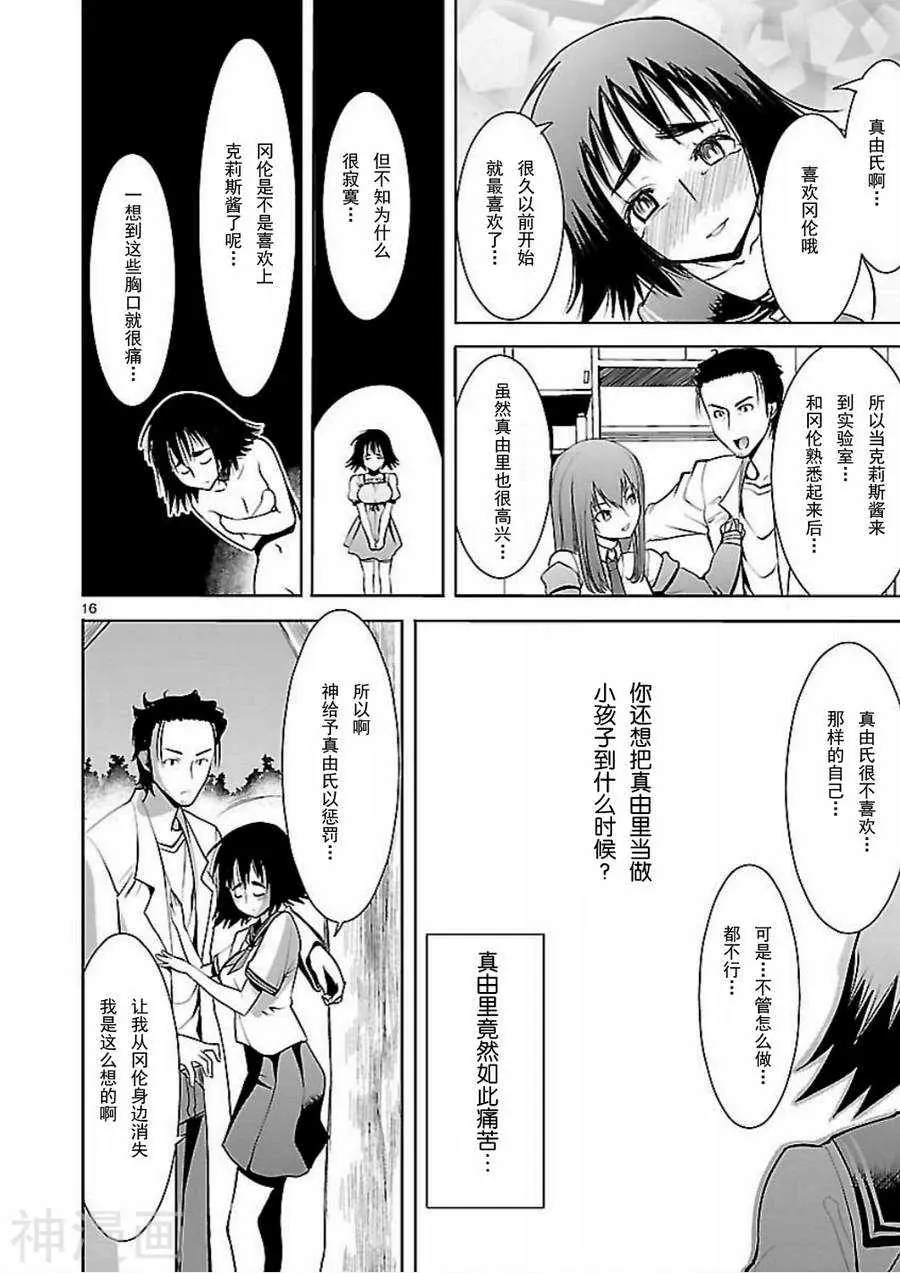 真由氏啊…
喜欢冈伦哦
很久以前开始
就最喜欢了…
所以当克莉斯酱来
到实验室…
和冈伦熟悉起来后…
虽然真由里
也很高兴…
但不知为什么
很寂寞…
冈伦是不是喜欢上
克莉斯酱了呢…
一想到这些胸口就很痛…
16
真由氏很不喜欢
那样的自己…
可是…不管怎么做
都不行…
你还想把真由里当做
小孩子到什么时候？
真由里竟然如此痛苦…
所以啊
神给予真由氏以惩罚…
让我从冈伦身边消失
我是这么想的啊
神漫画